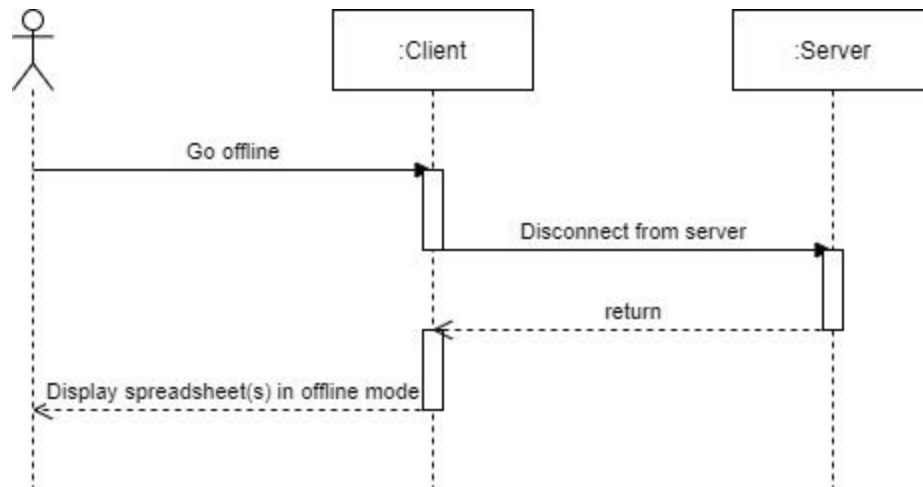 :Client
:Server
Go offline
Disconnect from server
return
Display spreadsheet(s) in offline mode